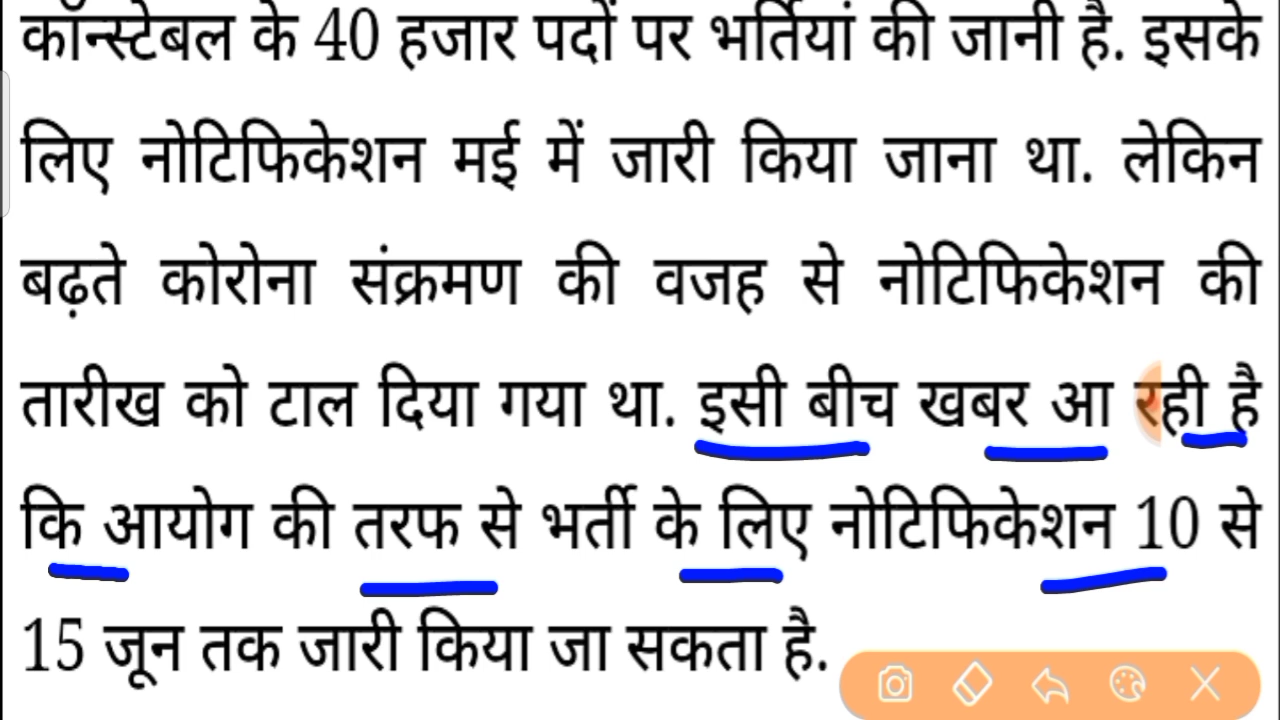 कॉन्स्टेबल के 40 हजार पदों पर भर्तियां की जानी है. इसके
लिए नोटिफिकेशन मई में जारी किया जाना था. लेकिन
बढ़ते कोरोना संक्रमण की वजह से नोटिफिकेशन की
तारीख को टाल दिया गया था. इसी बीच खबर आ रही है
कि आयोग की तरफ से भर्ती के लिए नोटिफिकेशन 10 से
15 जून तक जारी किया जा सकता है.